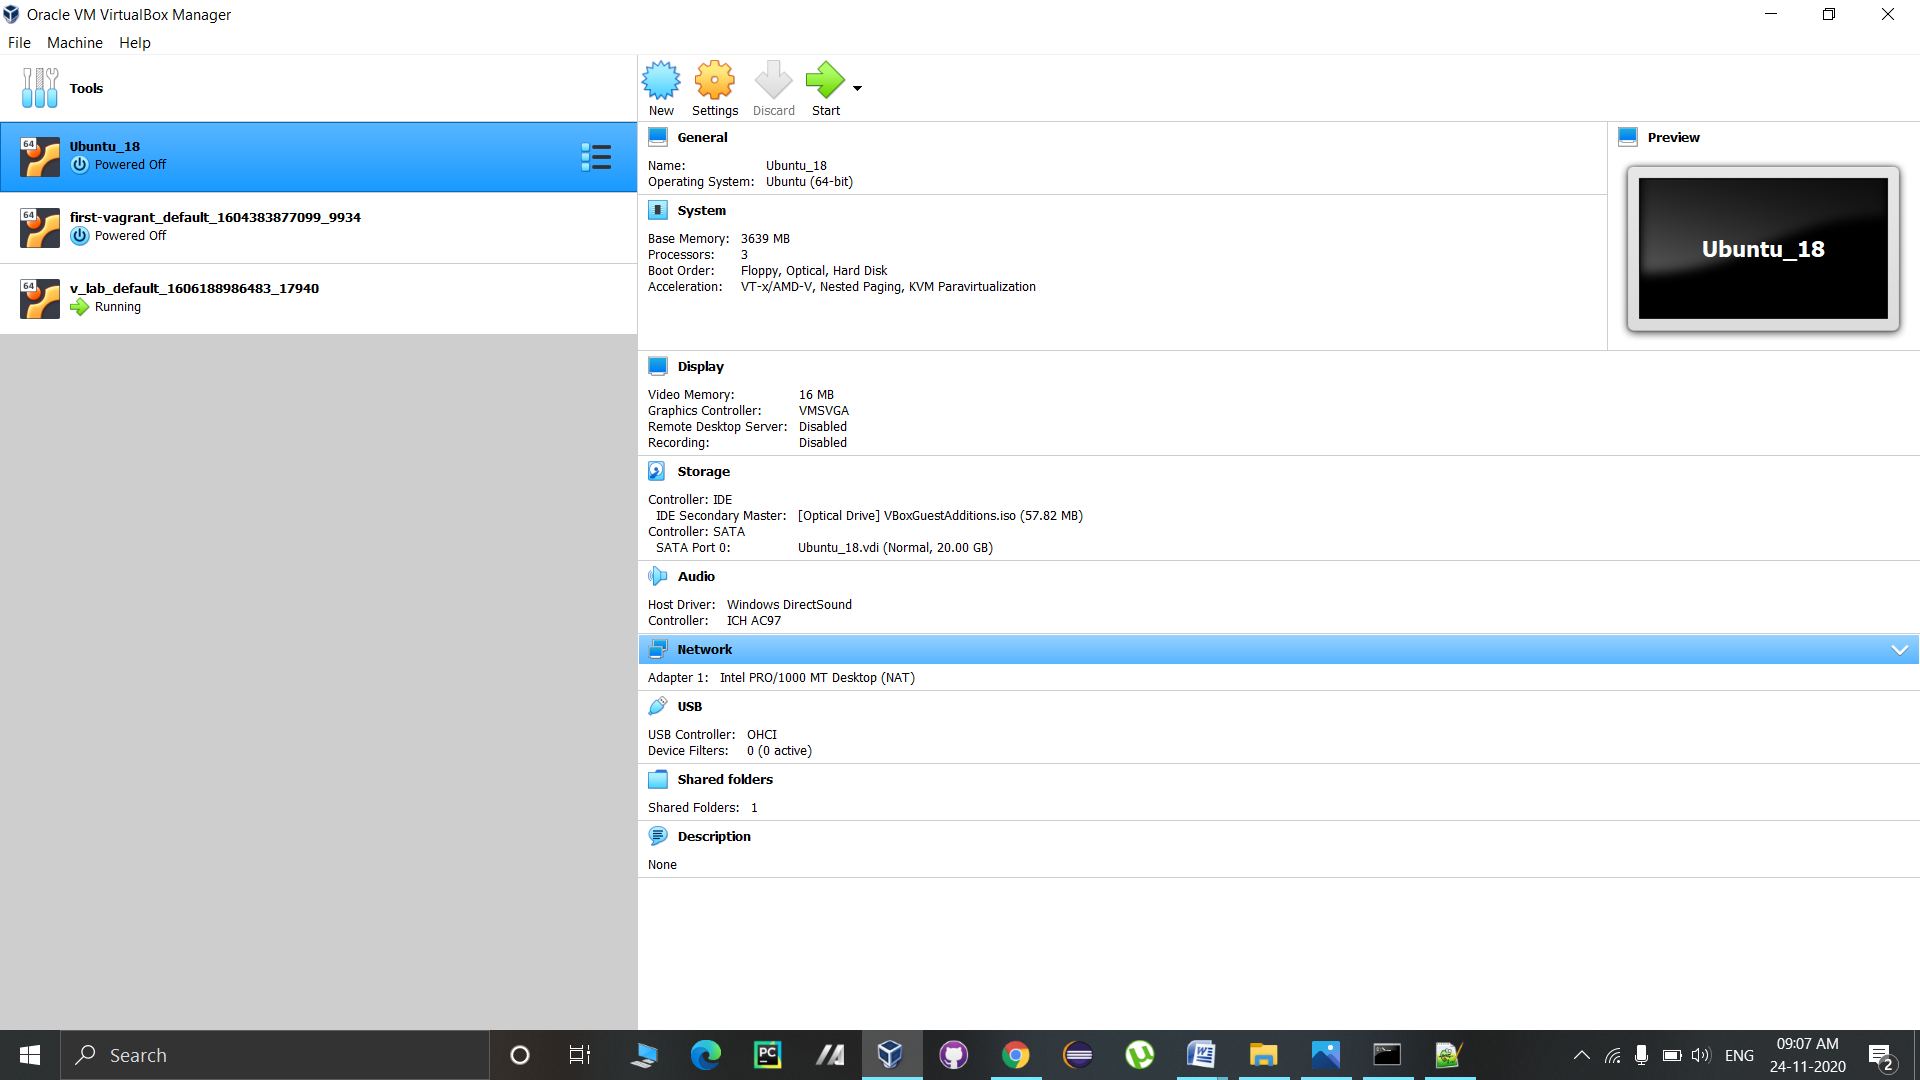 Oracle VM VirtualBox Manager
File Machine Help
Tools
New Settings Discard Start
64
Ubuntu_18
Powered Off
64
first-vagrant_default_1604383877099_9934
Powered Off
64
v_lab_default_1606188986483_17940
Running
General
Name: Ubuntu_18
Operating System: Ubuntu (64-bit)
Preview
Ubuntu_18
System
Base Memory: 3639 MB
Processors: 3
Boot Order: Floppy, Optical, Hard Disk
Acceleration: VT-x/AMD-V, Nested Paging, KVM Paravirtualization
Display
Video Memory: 16 MB
Graphics Controller: VMSVGA
Remote Desktop Server: Disabled
Recording: Disabled
Storage
Controller: IDE
IDE Secondary Master: [Optical Drive] VBoxGuestAdditions.iso (57.82 MB)
Controller: SATA
SATA Port 0: Ubuntu_18.vdi (Normal, 20.00 GB)
Audio
Host Driver: Windows DirectSound
Controller: ICH AC97
Network
Adapter 1: Intel PRO/1000 MT Desktop (NAT)
USB
USB Controller: OHCI
Device Filters: 0 (0 active)
Shared folders
Shared Folders: 1
Description
None
Search
PC
W
ENG
09:07 AM
24-11-2020
2